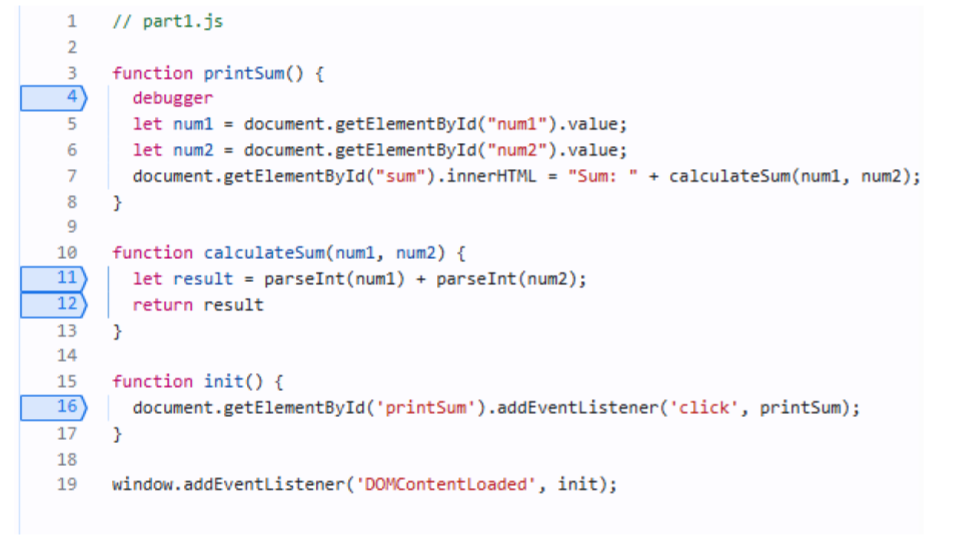 1 // part1.js
2
3 function printSum() {
4 debugger
5 let num1 = document.getElementById("num1").value;
6 let num2 = document.getElementById("num2").value;
7 document.getElementById("sum").innerHTML = "Sum: " + calculateSum(num1, num2);
8 }
9
10 function calculateSum(num1, num2) {
11 let result = parseInt(num1) + parseInt(num2);
12 return result
13 }
14
15 function init() {
16 document.getElementById('printSum').addEventListener('click', printSum);
17 }
18
19 window.addEventListener('DOMContentLoaded', init);